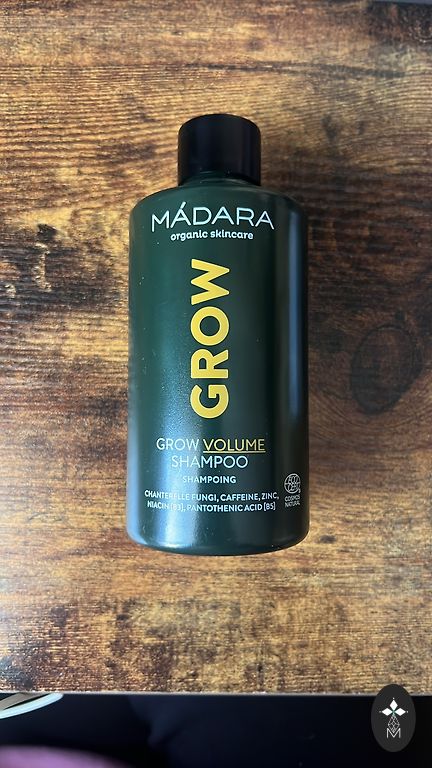 MÁDARA
organic skincare
GROW
GROW VOLUME
SHAMPOO
SHAMPOING
CHANTERELLE FUNGI, CAFFEINE, ZINC,
NIACIN [B3], PANTOTHENIC ACID [B5]
COSMOS
NATURAL
M